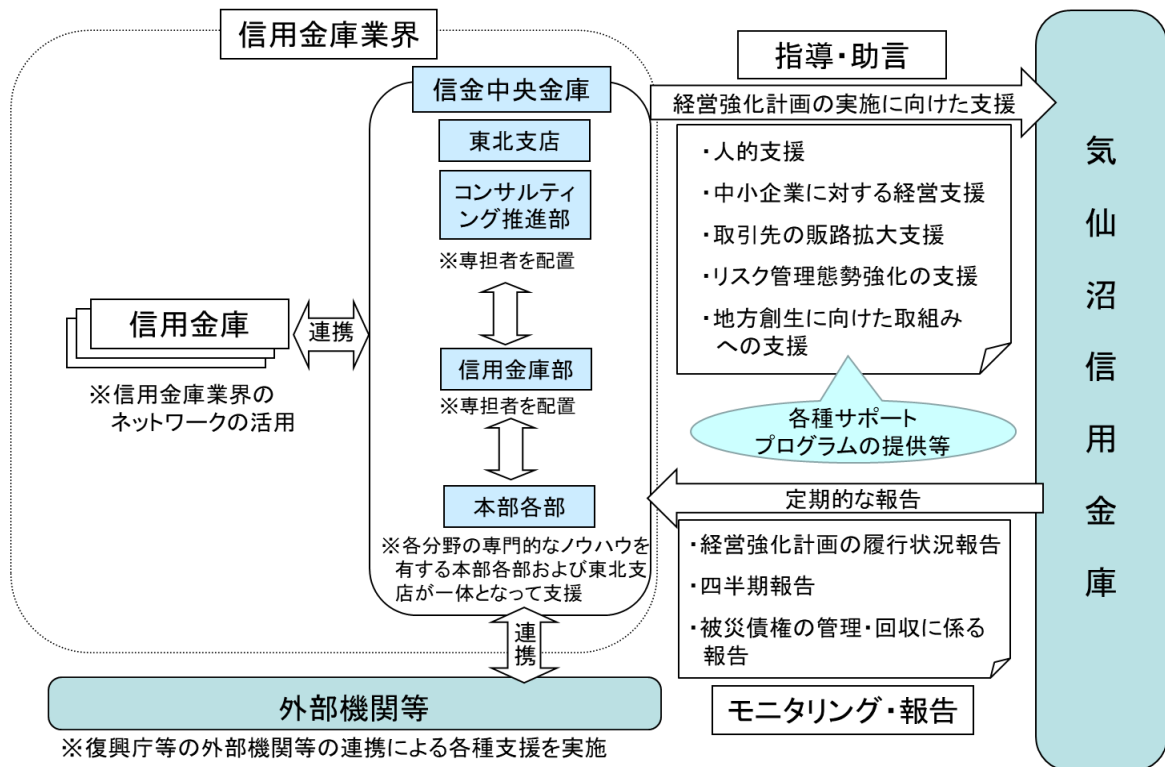 信用金庫業界
信金中央金庫
東北支店
コンサルティ
ング推進部
※専担者を配置
信用金庫
連携
※信用金庫業界の
ネットワークの活用
信用金庫部
※専担者を配置
本部各部
※各分野の専門的なノウハウを
有する本部各部および東北支
店が一体となって支援
連携
外部機関等
※復興庁等の外部機関等の連携による各種支援を実施
指導・助言
経営強化計画の実施に向けた支援
・人的支援
・中小企業に対する経営支援
・取引先の販路拡大支援
・リスク管理態勢強化の支援
・地方創生に向けた取組み
への支援
各種サポート
プログラムの提供等
定期的な報告
・経営強化計画の履行状況報告
・四半期報告
・被災債権の管理・回収に係る
報告
モニタリング・報告
気仙沼信用金庫